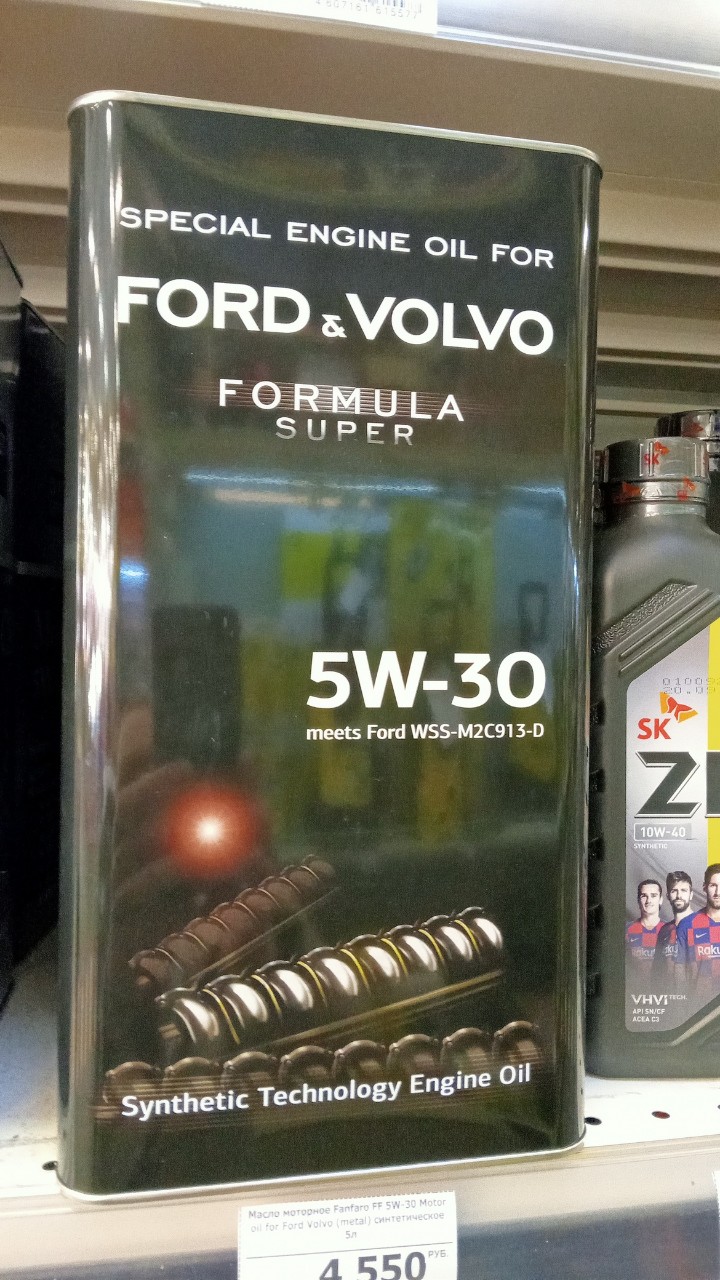 SPECIAL ENGINE OIL FOR
FORD & VOLVO
FORMULA
SUPER
5W-30
meets Ford WSS-M2C913-D
Synthetic Technology Engine Oil
SK
SK
10W-40
SYNTHETIC
VHVI TECH.
API SN/CF
ACEA C3
Масло моторное Fanfaro FF 5W-30 Motor
oil for Ford Volvo (metal) синтетическое
5л
4 550 РУБ.